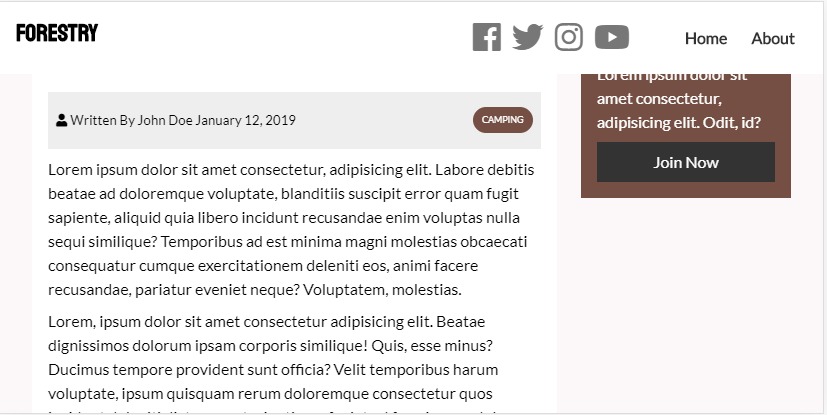 FORESTRY
Home About
Written By John Doe January 12, 2019
CAMPING
Lorem ipsum dolor sit amet consectetur, adipisicing elit. Labore debitis
beatae ad doloremque voluptate, blanditiis suscipit error quam fugit
sapiente, aliquid quia libero incidunt recusandae enim voluptas nulla
sequi similique? Temporibus ad est minima magni molestias obcaecati
consequatur cumque exercitationem deleniti eos, animi facere
recusandae, pariatur eveniet neque? Voluptatem, molestias.
Lorem, ipsum dolor sit amet consectetur adipisicing elit. Beatae
dignissimos dolorum ipsam corporis similique! Quis, esse minus?
Ducimus tempore provident sunt officia? Velit temporibus harum
voluptate, ipsum quisquam rerum doloremque consectetur quos
Lorem ipsum dolor sit
amet consectetur,
adipisicing elit. Odit, id?
Join Now